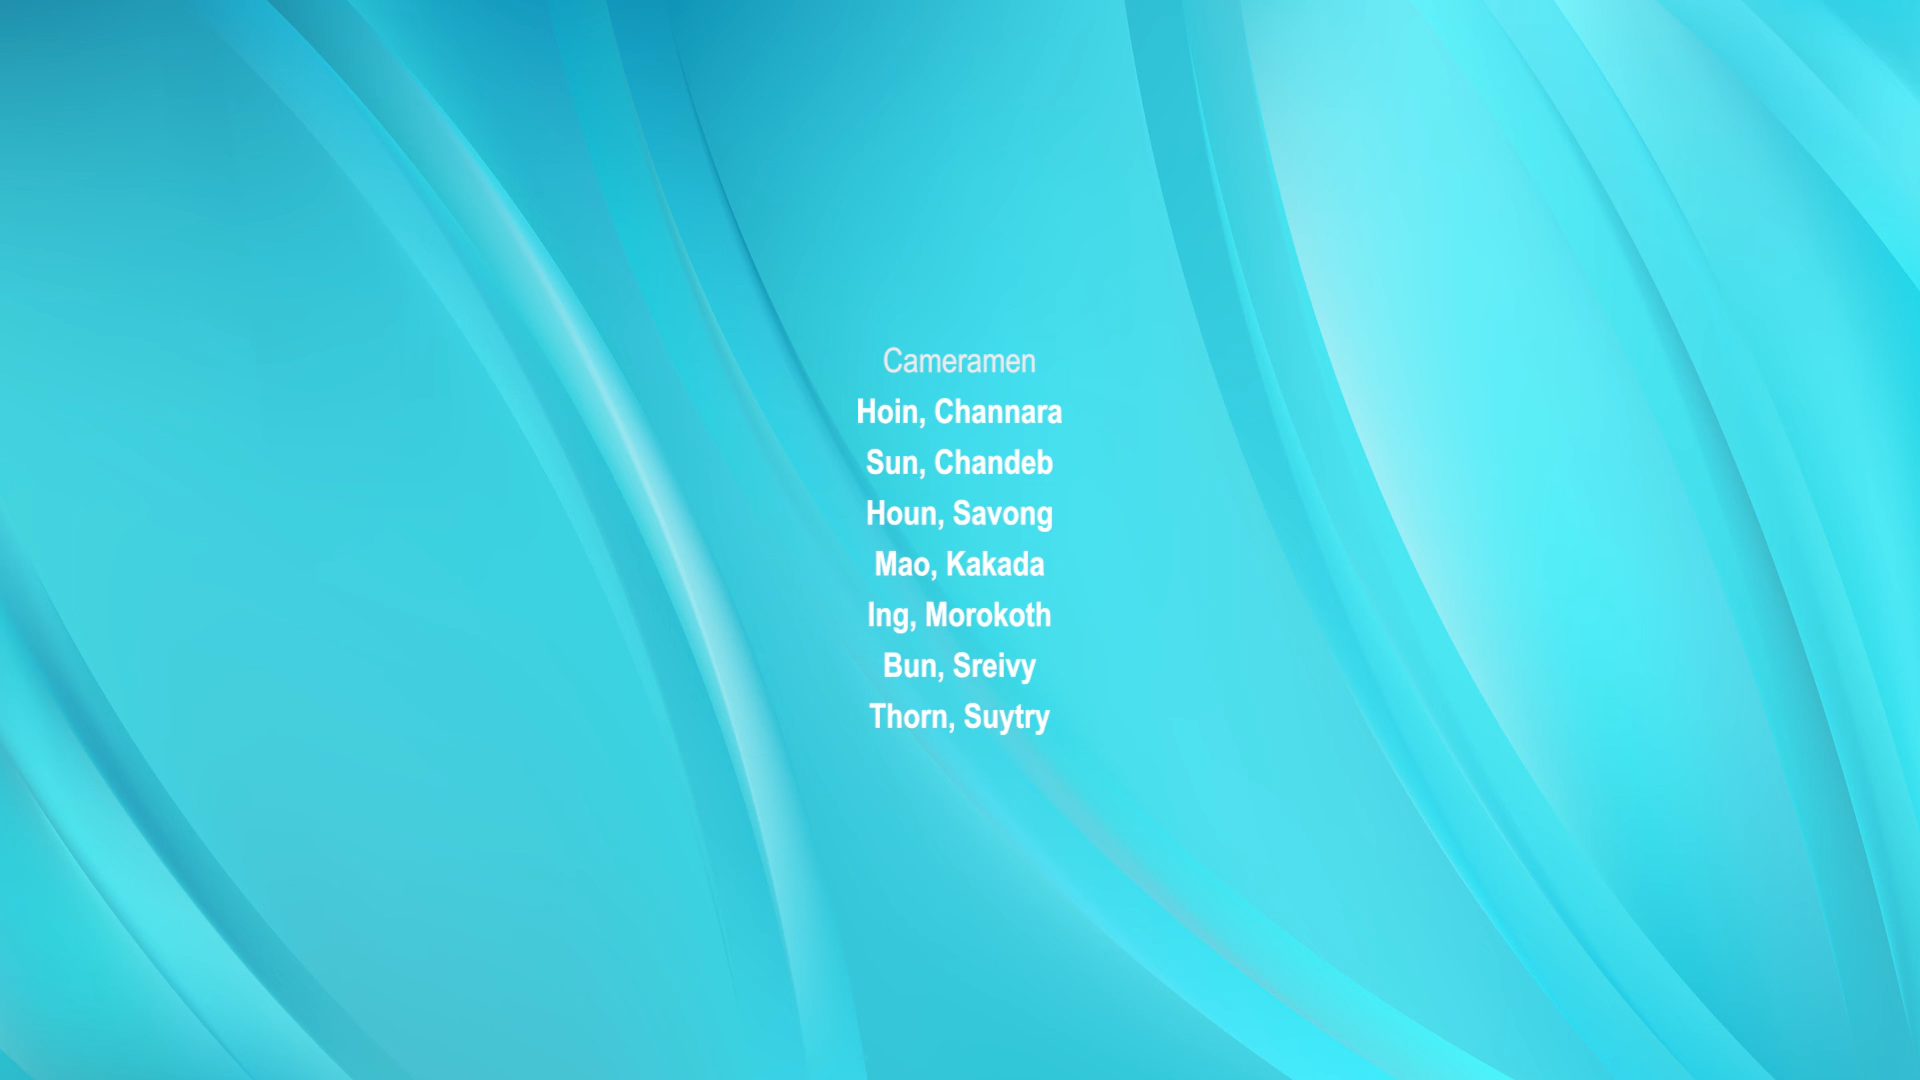 Cameramen
Hoin, Channara
Sun, Chandeb
Houn, Savong
Mao, Kakada
Ing, Morokoth
Bun, Sreivy
Thorn, Suytry